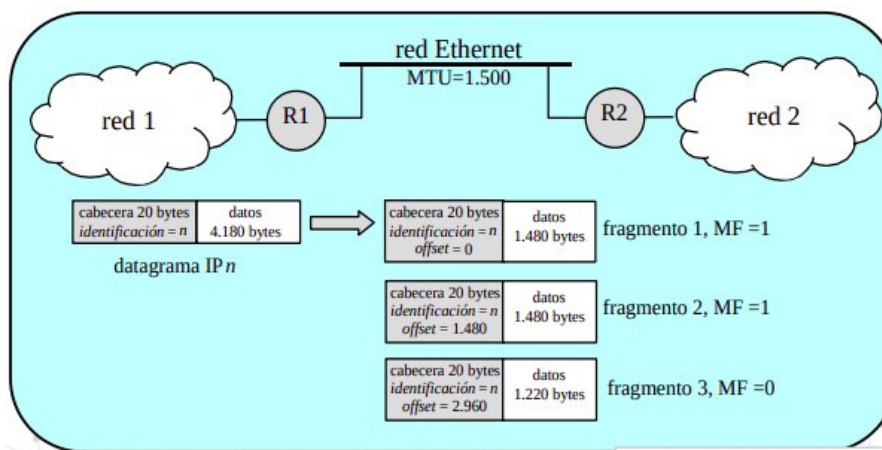 red Ethernet
MTU=1.500
red 1
R1
R2
red 2
cabecera 20 bytes
identificación = n
datos
4.180 bytes
datagrama IP n
cabecera 20 bytes
identificación = n
offset = 0
datos
1.480 bytes
fragmento 1, MF =1
cabecera 20 bytes
identificación = n
offset = 1.480
datos
1.480 bytes
fragmento 2, MF =1
cabecera 20 bytes
identificación = n
offset = 2.960
datos
1.220 bytes
fragmento 3, MF =0